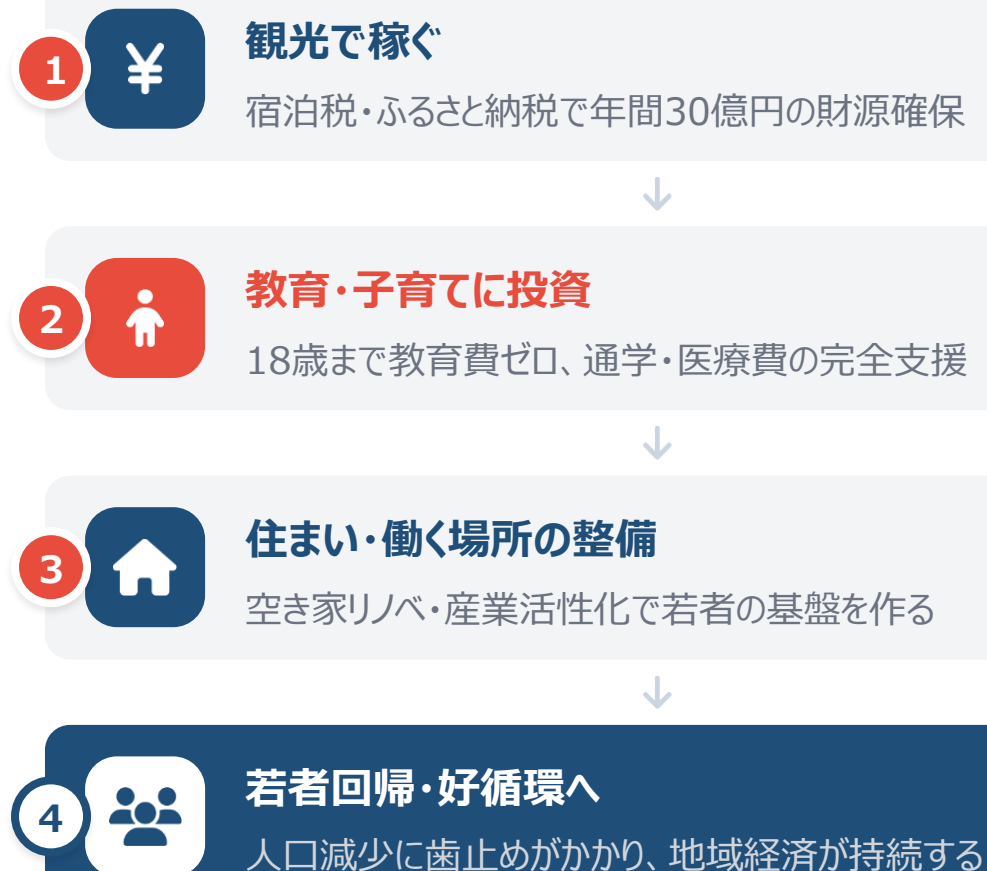 1
¥
観光で稼ぐ
宿泊税・ふるさと納税で年間30億円の財源確保
↓
2
教育・子育てに投資
18歳まで教育費ゼロ、通学・医療費の完全支援
↓
3
住まい・働く場所の整備
空き家リノベ・産業活性化で若者の基盤を作る
↓
4
若者回帰・好循環へ
人口減少に歯止めがかかり、地域経済が持続する